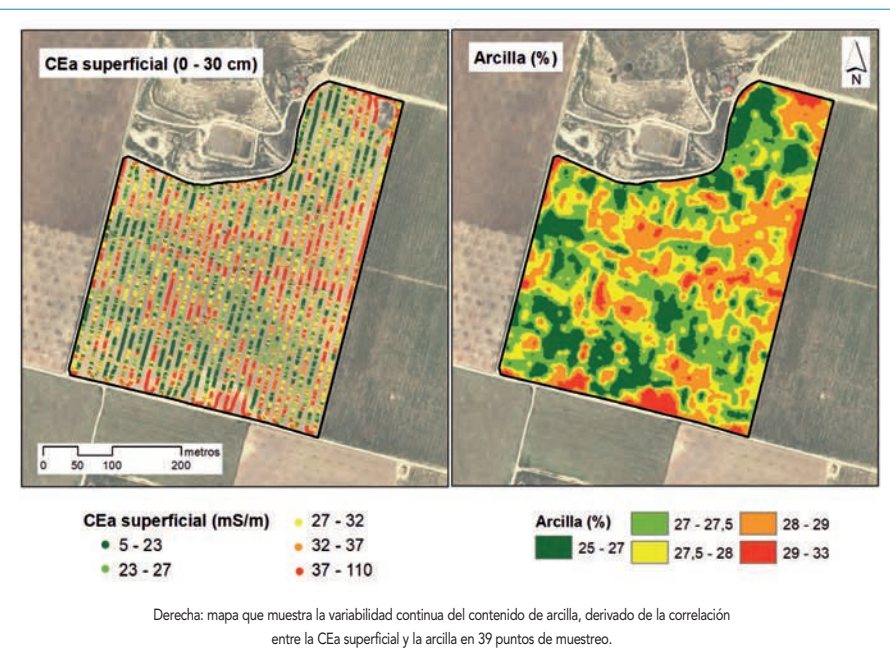 CEa superficial (0 - 30 cm)
Arcilla (%)
N
metros
0 50 100 200
CEa superficial (mS/m)
5 - 23
23 - 27
27 - 32
32 - 37
37 - 110
Arcilla (%)
25 - 27
27 - 27,5
27,5 - 28
28 - 29
29 - 33
Derecha: mapa que muestra la variabilidad continua del contenido de arcilla, derivado de la correlación
entre la CEa superficial y la arcilla en 39 puntos de muestreo.